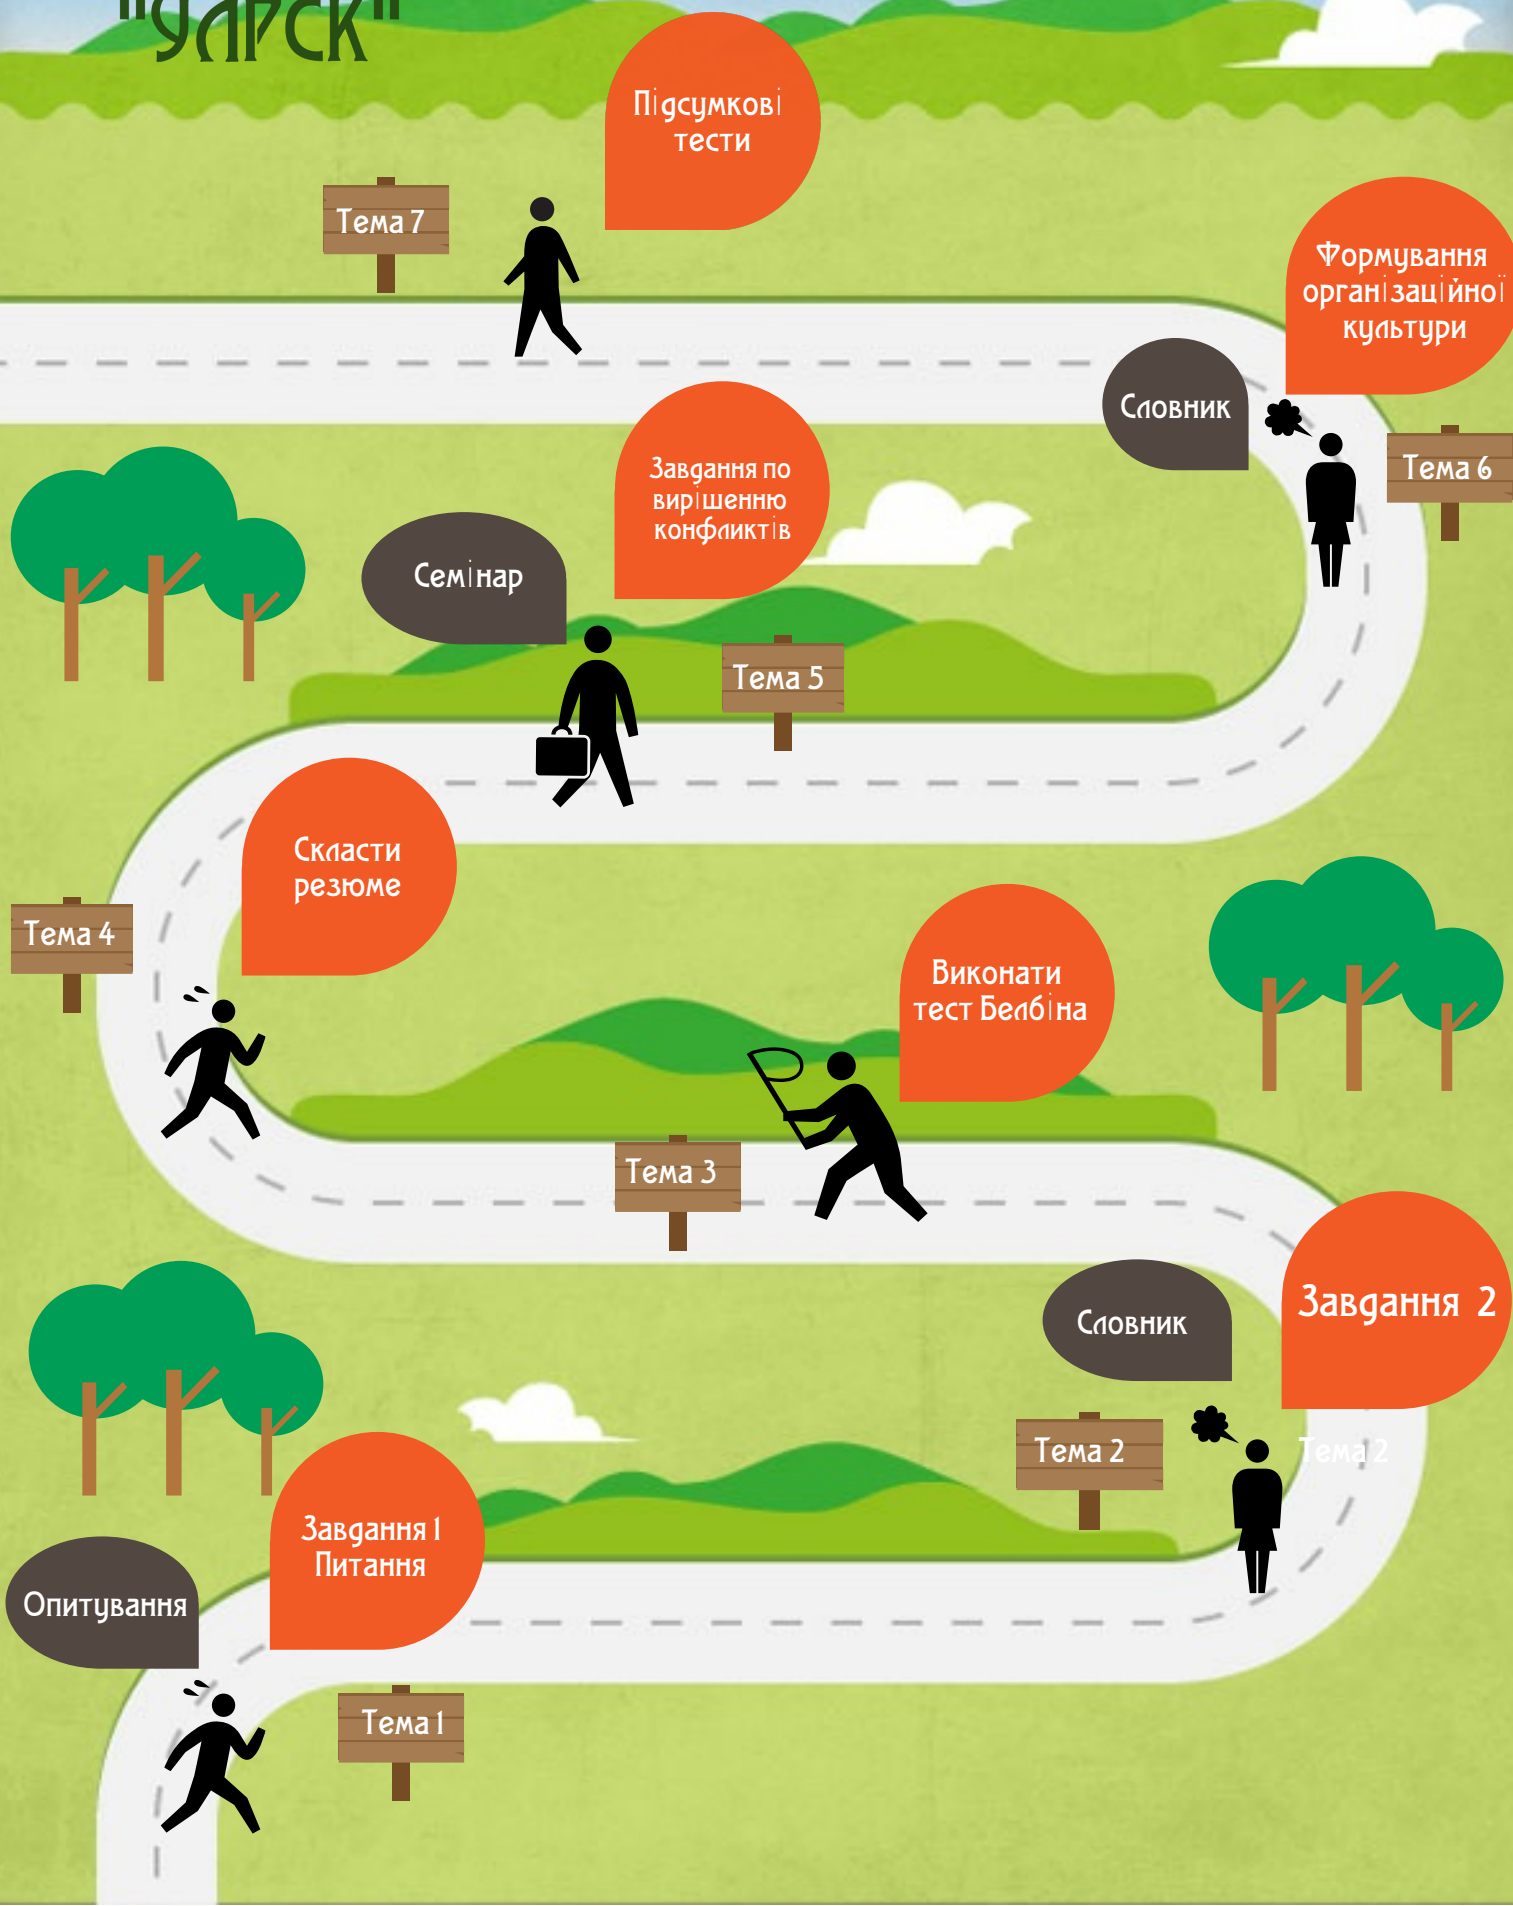 "УЛРСК"
Підсумкові
тести
Тема 7
Формування
організаційної
культури
Словник
Тема 6
Завдання по
вирішенню
конфликтів
Семінар
Тема 5
Скласти
резюме
Тема 4
Виконати
тест Белбіна
Тема 3
Завдання 2
Словник
Тема 2
Тема 2
Завдання 1
Питання
Опитування
Тема 1